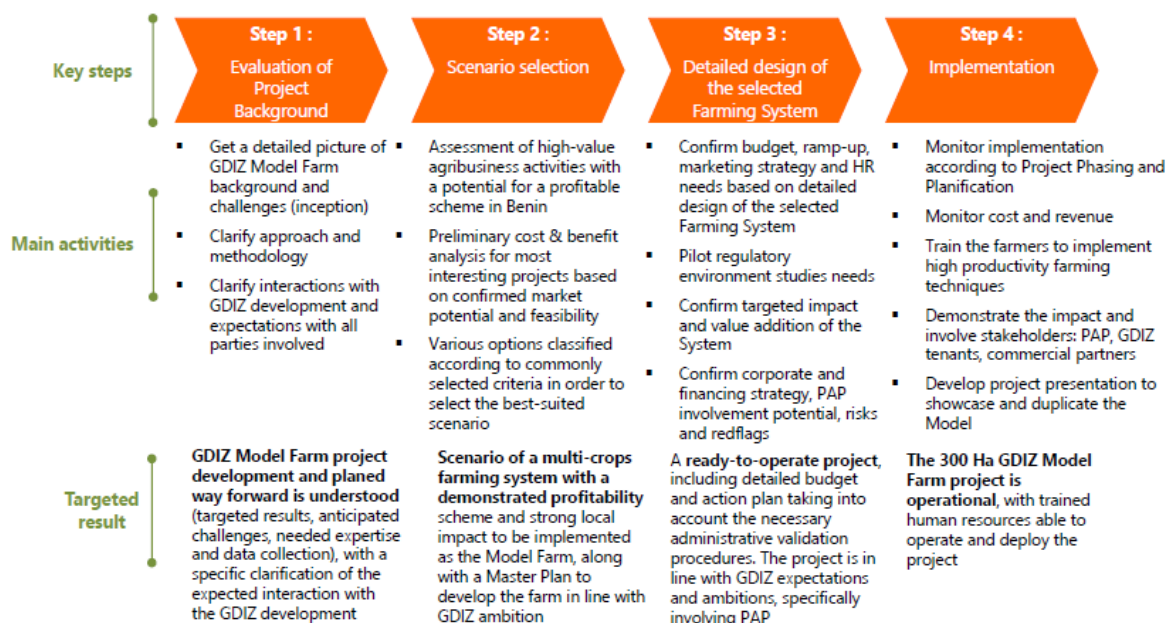 Key steps
Step 1 :
Evaluation of
Project
Background
Step 2 :
Scenario selection
Step 3 :
Detailed design of
the selected
Farming System
Step 4 :
Implementation
Main activities
▪ Get a detailed picture of
GDIZ Model Farm
background and
challenges (inception)
▪ Clarify approach and
methodology
▪ Clarify interactions with
GDIZ development and
expectations with all
parties involved
▪ Assessment of high-value
agribusiness activities with
a potential for a profitable
scheme in Benin
▪ Preliminary cost & benefit
analysis for most
interesting projects based
on confirmed market
potential and feasibility
▪ Various options classified
according to commonly
selected criteria in order to
select the best-suited
scenario
▪ Confirm budget, ramp-up,
marketing strategy and HR
needs based on detailed
design of the selected
Farming System
▪ Pilot regulatory
environment studies needs
▪ Confirm targeted impact
and value addition of the
System
▪ Confirm corporate and
financing strategy, PAP
involvement potential, risks
and redflags
▪ Monitor implementation
according to Project Phasing and
Planification
▪ Monitor cost and revenue
▪ Train the farmers to implement
high productivity farming
techniques
▪ Demonstrate the impact and
involve stakeholders: PAP, GDIZ
tenants, commercial partners
▪ Develop project presentation to
showcase and duplicate the
Model
Targeted
result
GDIZ Model Farm project
development and planed
way forward is understood
(targeted results, anticipated
challenges, needed expertise
and data collection), with a
specific clarification of the
expected interaction with
the GDIZ development
Scenario of a multi-crops
farming system with a
demonstrated profitability
scheme and strong local
impact to be implemented
as the Model Farm, along
with a Master Plan to
develop the farm in line with
GDIZ ambition
A ready-to-operate project,
including detailed budget
and action plan taking into
account the necessary
administrative validation
procedures. The project is in
line with GDIZ expectations
and ambitions, specifically
involving PAP
The 300 Ha GDIZ Model
Farm project is
operational, with trained
human resources able to
operate and deploy the
project